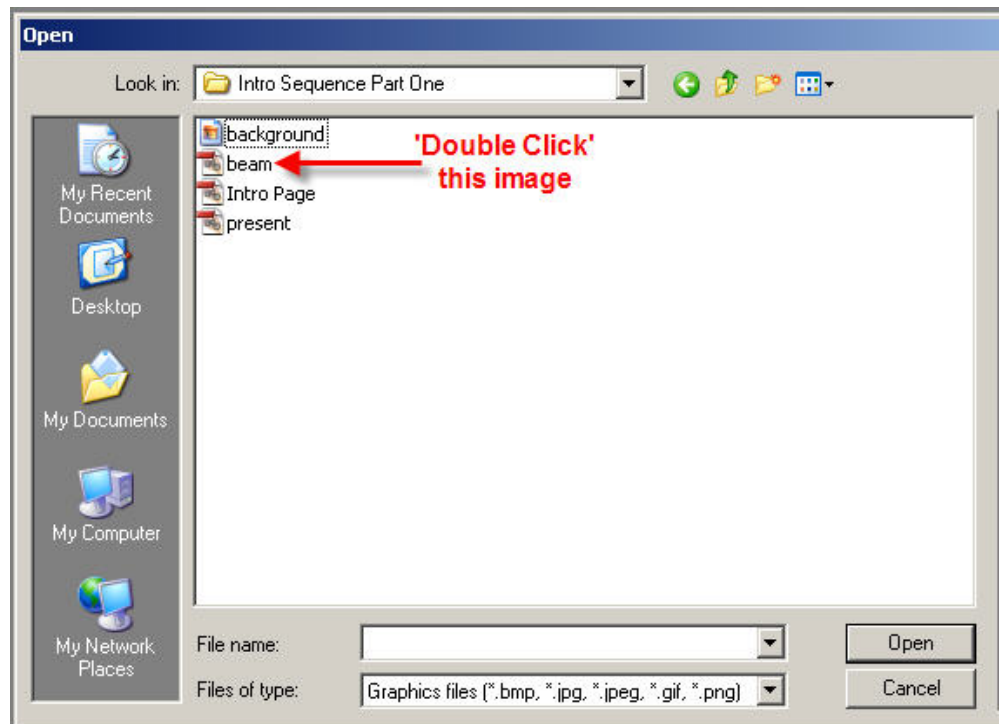 Open
Look in:
Intro Sequence Part One
My Recent
Documents
Desktop
My Documents
My Computer
My Network
Places
background
beam
Intro Page
present
'Double Click'
this image
File name:
Open
Files of type:
Graphics files (*.bmp, *.jpg, *.jpeg, *.gif, *.png)
Cancel